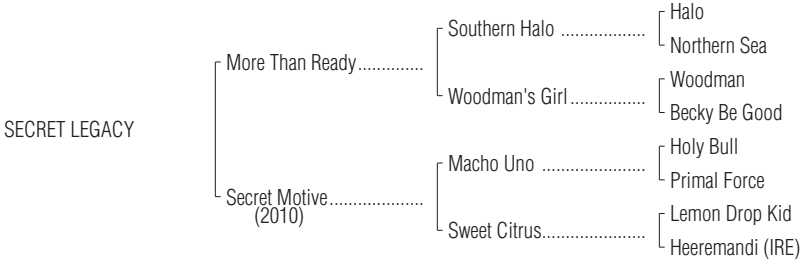 SECRET LEGACY
More Than Ready..............
Secret Motive....................
(2010)
Southern Halo ..................
Woodman's Girl................
Macho Uno ......................
Sweet Citrus......................
Halo
Northern Sea
Woodman
Becky Be Good
Holy Bull
Primal Force
Lemon Drop Kid
Heeremandi (IRE)